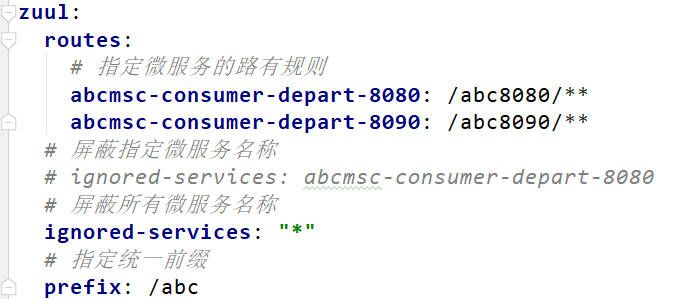 zuul:
  routes:
    # 指定微服务的路有规则
    abcmsc-consumer-depart-8080: /abc8080/**
    abcmsc-consumer-depart-8090: /abc8090/**
  # 屏蔽指定微服务名称
  # ignored-services: abcmsc-consumer-depart-8080
  # 屏蔽所有微服务名称
  ignored-services: "*"
  # 指定统一前缀
  prefix: /abc